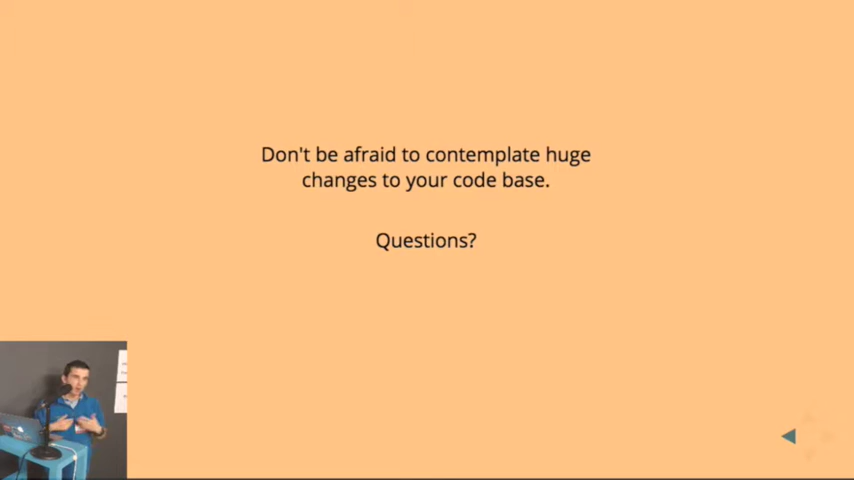 Don't be afraid to contemplate huge
changes to your code base.
Questions?